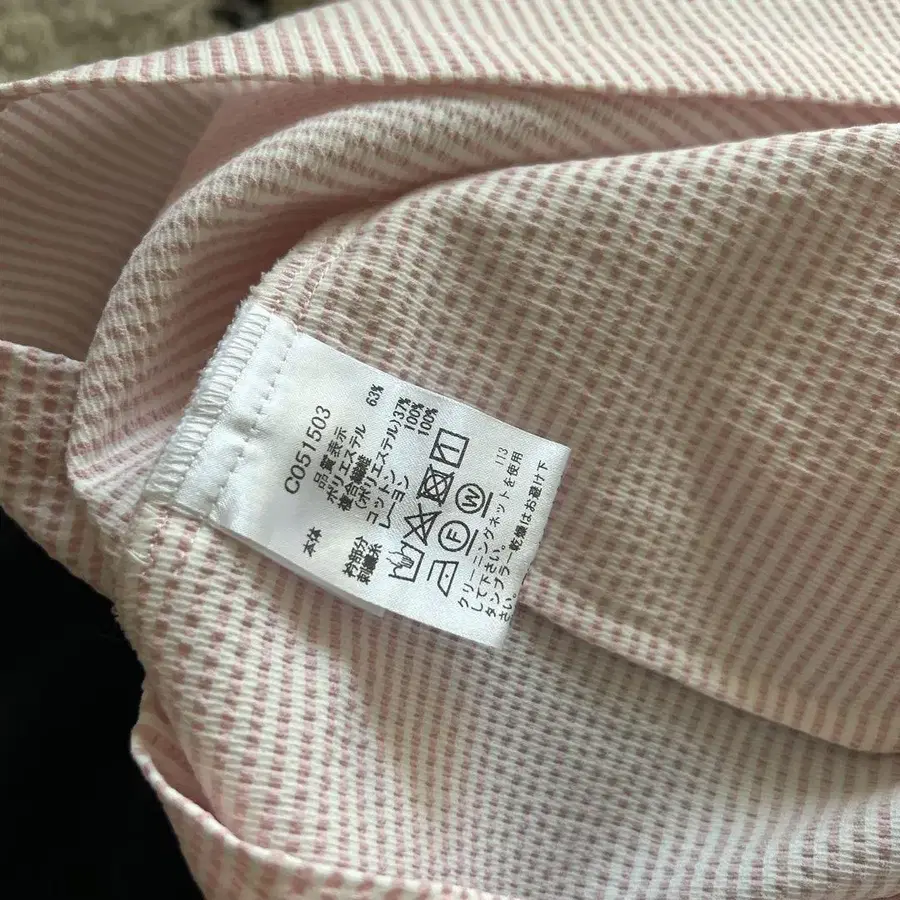 C051503
品質表示
本体 ポリエステル 63%
複合繊維
(ポリエステル)37%
衿部分 コットン 100%
刺繍糸 レーヨン 100%
F W
113
クリーニングネットを使用
して下さい。
タンブラー乾燥はお避け下
さい。